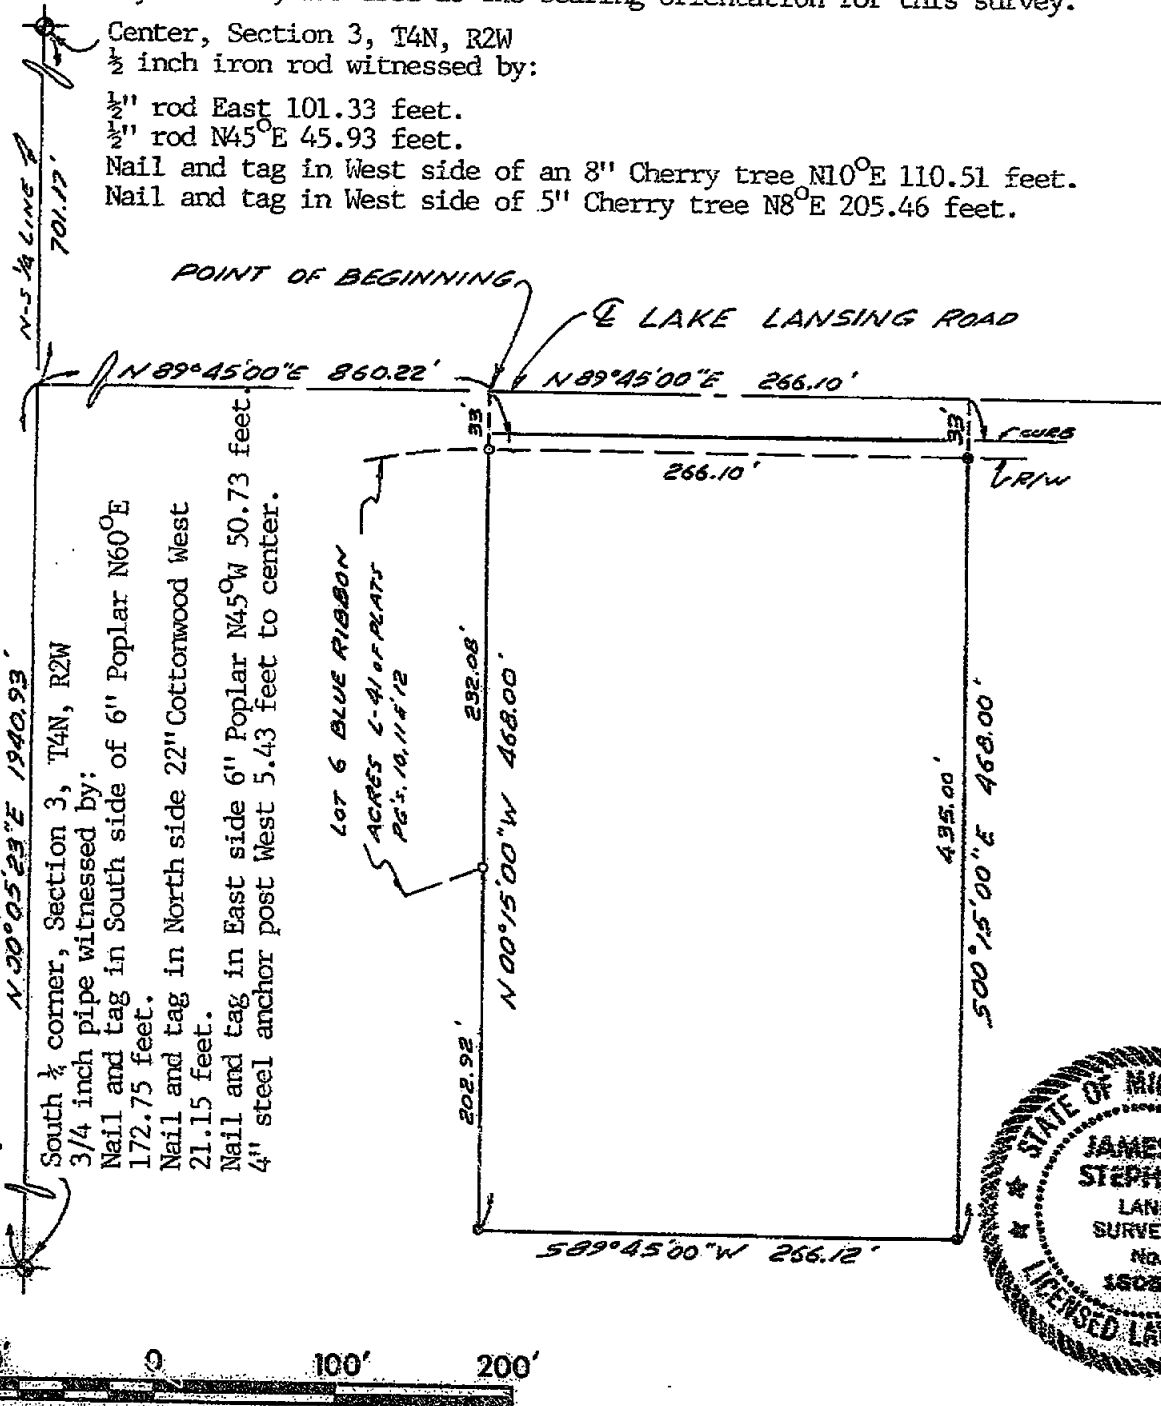 bearing orientation for this survey.
Center, Section 3, T4N, R2W
½ inch iron rod witnessed by:
½" rod East 101.33 feet.
½" rod N45°E 45.93 feet.
Nail and tag in West side of an 8" Cherry tree N10°E 110.51 feet.
Nail and tag in West side of 5" Cherry tree N8°E 205.46 feet.
N-S ¼ LINE
701.17'
POINT OF BEGINNING
℄ LAKE LANSING ROAD
N 89°45'00"E 860.22'
N 89°45'00"E 266.10'
33'
33'
CURB
266.10'
R/W
LOT 6 BLUE RIBBON
ACRES L-41 OF PLATS
PG'S. 10, 11 & 12
232.08'
N 00°15'00"W 468.00'
202.92'
435.00'
S00°15'00"E 468.00'
S89°45'00"W 266.12'
N 00°05'23"E 1940.93'
South ¼ corner, Section 3, T4N, R2W
3/4 inch pipe witnessed by:
Nail and tag in South side of 6" Poplar N60°E
172.75 feet.
Nail and tag in North side 22" Cottonwood West
21.15 feet.
Nail and tag in East side 6" Poplar N45°W 50.73 feet.
4" steel anchor post West 5.43 feet to center.
STATE OF MI
JAMES
STEPH
LAN
SURVE
No.
LICENSED LA
0
100'
200'